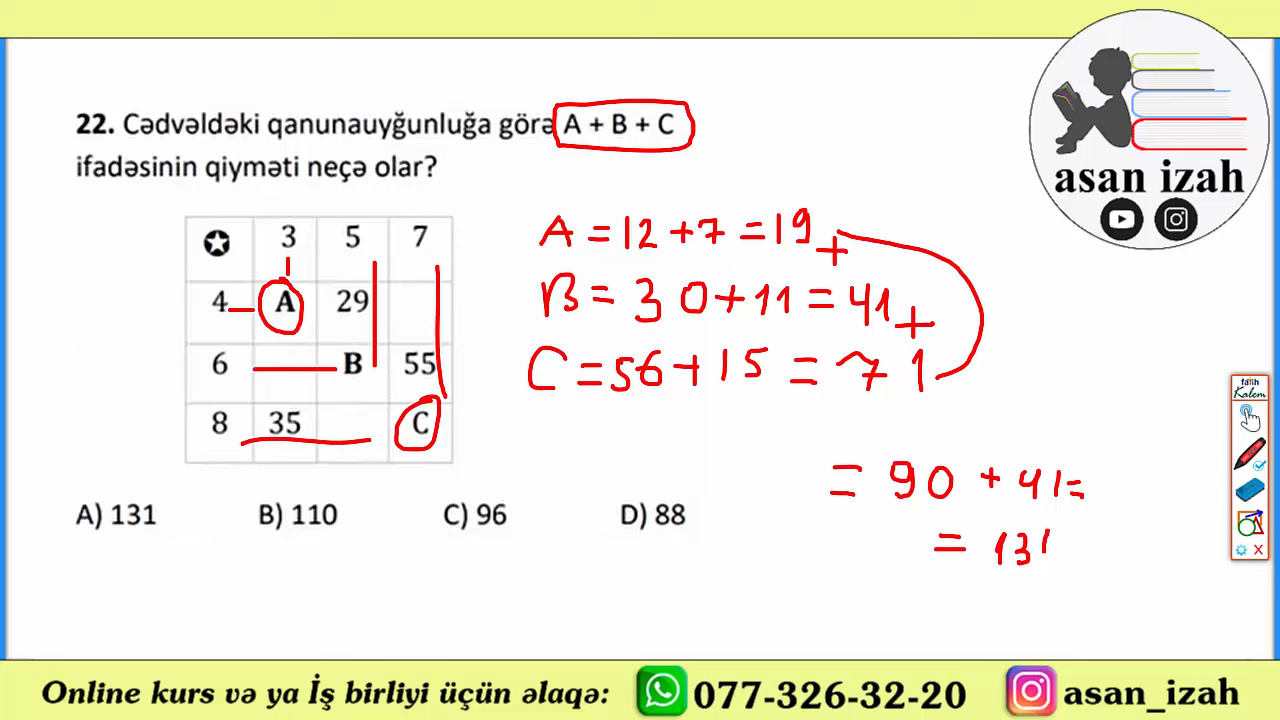 22. Cədvəldəki qanunauyğunluğa görə A + B + C
ifadəsinin qiyməti neçə olar?
asan izah
3 5 7
4 A 29
6 B 55
8 35 C
A = 12 + 7 = 19 +
B = 30 + 11 = 41 +
C = 56 + 15 = 71
= 90 + 41 =
= 131
A) 131 B) 110 C) 96 D) 88
fatih
Kalem
Online kurs və ya İş birliyi üçün əlaqə: 077-326-32-20 asan_izah